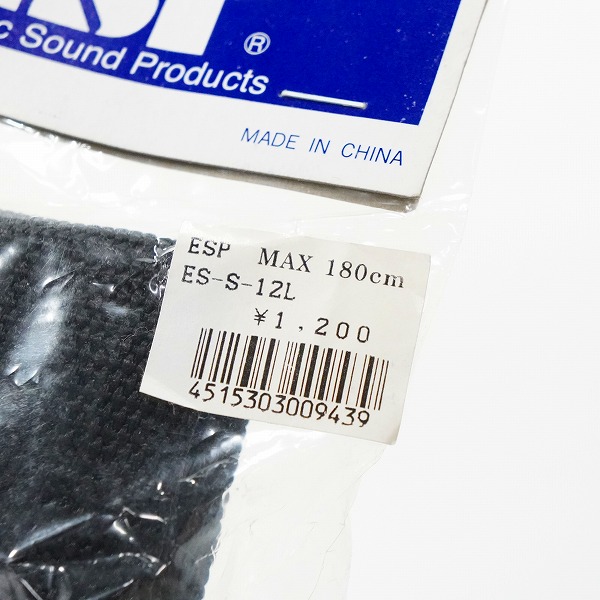 ®
c Sound Products
MADE IN CHINA
ESP MAX 180cm
ES-S-12L
¥1,200
4515303009439